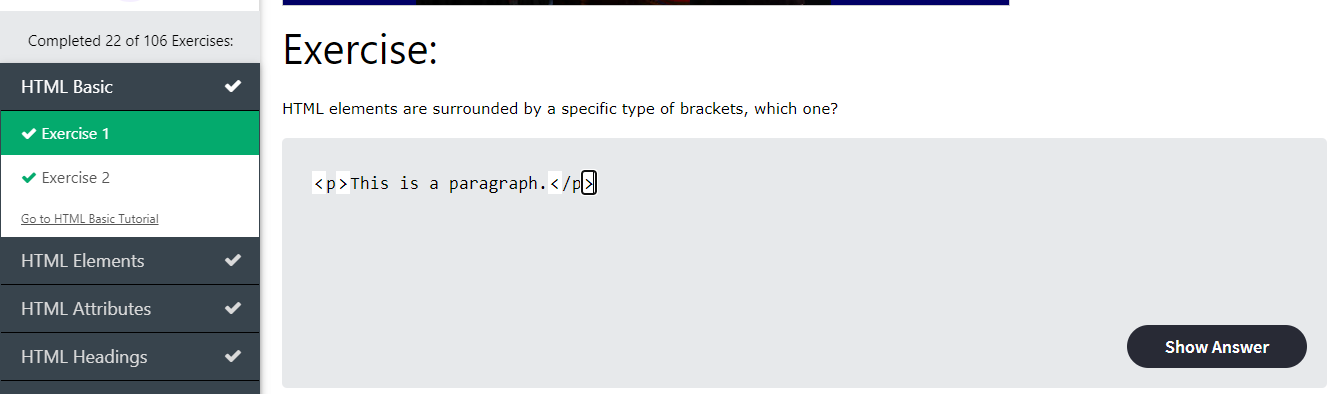 Completed 22 of 106 Exercises:
HTML Basic
Exercise 1
Exercise 2
Go to HTML Basic Tutorial
HTML Elements
HTML Attributes
HTML Headings
Exercise:
HTML elements are surrounded by a specific type of brackets, which one?
<p>This is a paragraph.</p>
Show Answer